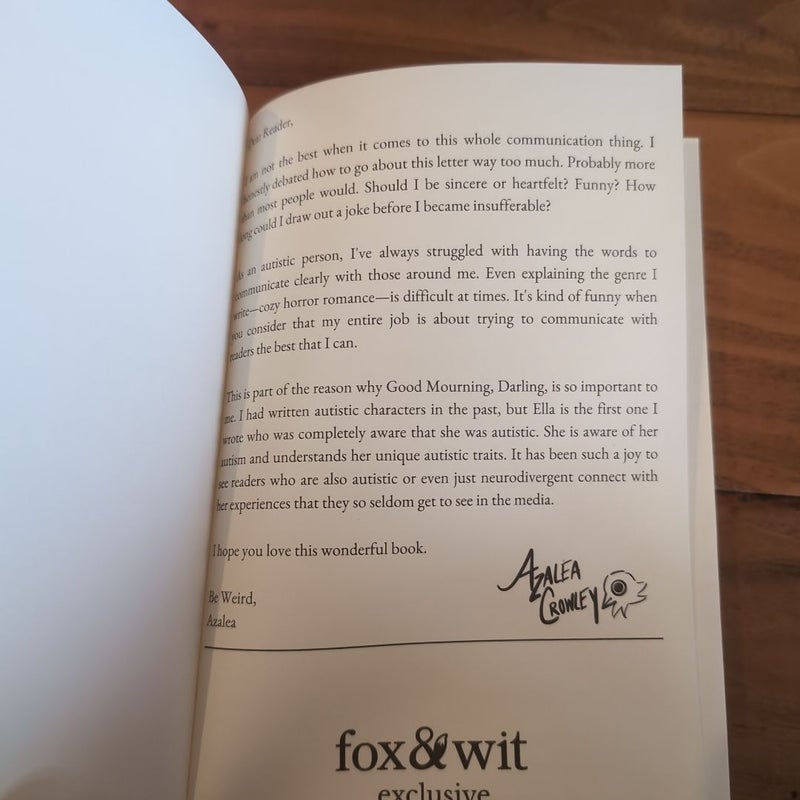 Dear Reader,
I am not the best when it comes to this whole communication thing. I
honestly debated how to go about this letter way too much. Probably more
than most people would. Should I be sincere or heartfelt? Funny? How
long could I draw out a joke before I became insufferable?
As an autistic person, I've always struggled with having the words to
communicate clearly with those around me. Even explaining the genre I
write—cozy horror romance—is difficult at times. It's kind of funny when
you consider that my entire job is about trying to communicate with
readers the best that I can.
This is part of the reason why Good Mourning, Darling, is so important to
me. I had written autistic characters in the past, but Ella is the first one I
wrote who was completely aware that she was autistic. She is aware of her
autism and understands her unique autistic traits. It has been such a joy to
see readers who are also autistic or even just neurodivergent connect with
her experiences that they so seldom get to see in the media.
I hope you love this wonderful book.
Be Weird,
Azalea
AZALEA
CROWLEY
fox&wit
exclusive